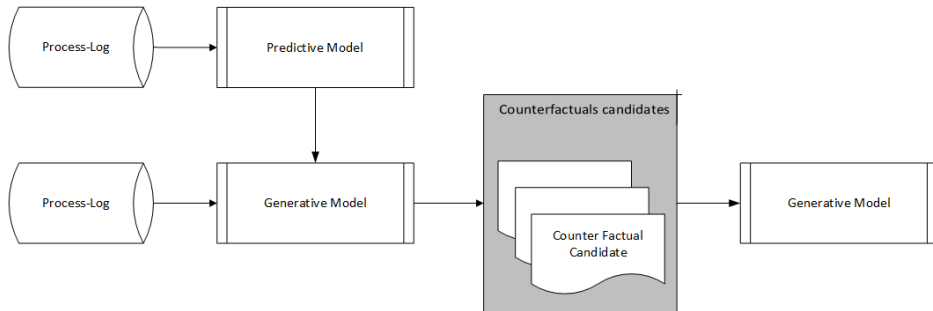 Process-Log
Predictive Model
Counterfactuals candidates
Process-Log
Generative Model
Generative Model
Counter Factual
Candidate